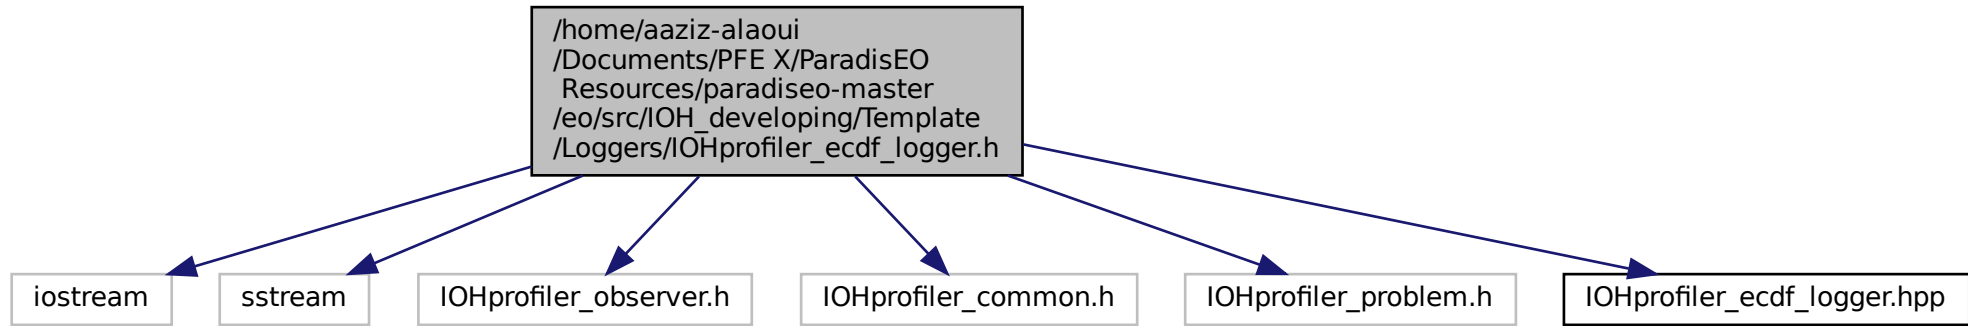 /home/aaziz-alaoui
/Documents/PFE X/ParadisEO
Resources/paradiseo-master
/eo/src/IOH_developing/Template
/Loggers/IOHprofiler_ecdf_logger.h
iostream
sstream
IOHprofiler_observer.h
IOHprofiler_common.h
IOHprofiler_problem.h
IOHprofiler_ecdf_logger.hpp